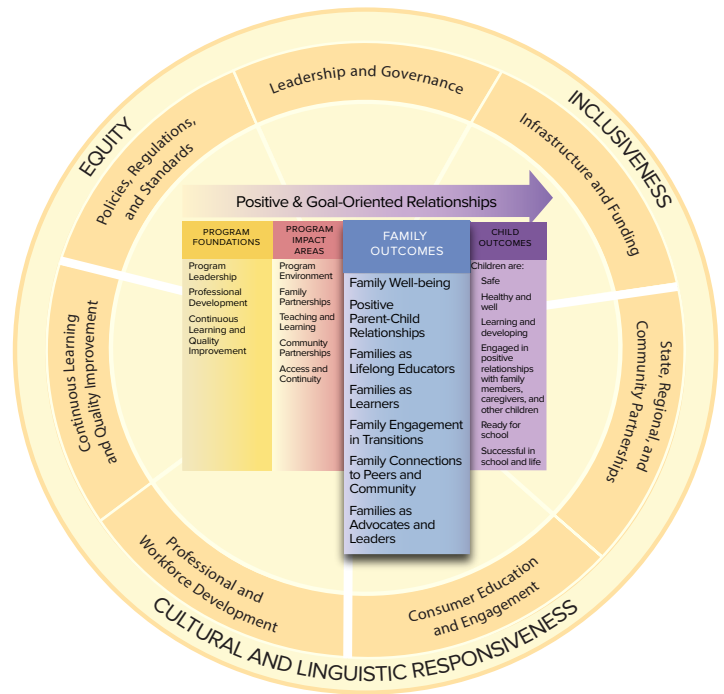 EQUITY
INCLUSIVENESS
CULTURAL AND LINGUISTIC RESPONSIVENESS
Leadership and Governance
Infrastructure and Funding
State, Regional, and
Community Partnerships
Consumer Education
and Engagement
Professional and
Workforce Development
Continuous Learning
and Quality Improvement
Policies, Regulations,
and Standards
Positive & Goal-Oriented Relationships
PROGRAM
FOUNDATIONS
Program
Leadership
Professional
Development
Continuous
Learning and
Quality
Improvement
PROGRAM
IMPACT
AREAS
Program
Environment
Family
Partnerships
Teaching and
Learning
Community
Partnerships
Access and
Continuity
FAMILY
OUTCOMES
Family Well-being
Positive
Parent-Child
Relationships
Families as
Lifelong Educators
Families as
Learners
Family Engagement
in Transitions
Family Connections
to Peers and
Community
Families as
Advocates and
Leaders
CHILD
OUTCOMES
Children are:
Safe
Healthy and
well
Learning and
developing
Engaged in
positive
relationships
with family
members,
caregivers, and
other children
Ready for
school
Successful in
school and life